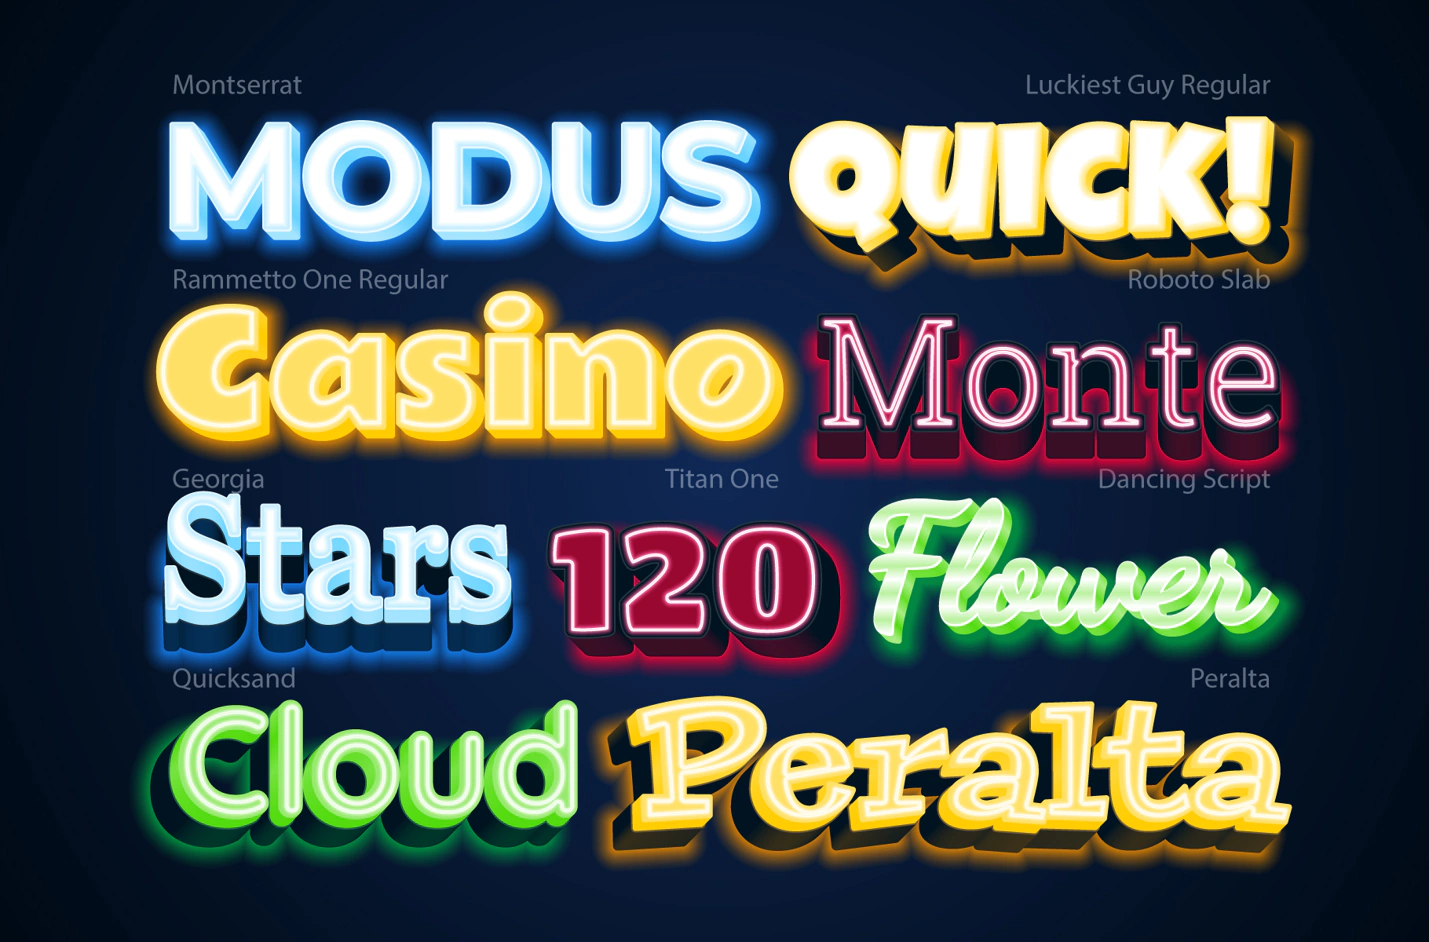 Montserrat Luckiest Guy Regular
MODUS QUICK!
Rammetto One Regular Roboto Slab
Casino Monte
Georgia Titan One Dancing Script
Stars 120 Flower
Quicksand Peralta
Cloud Peralta